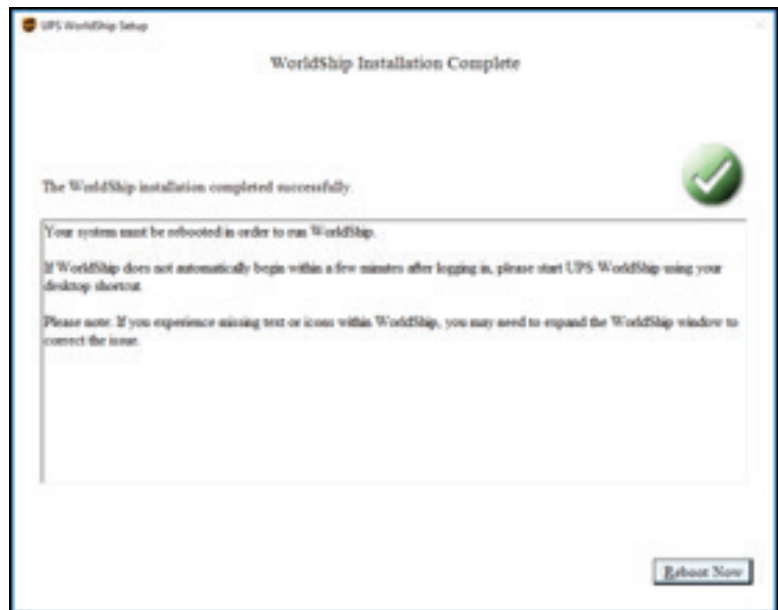 UPS WorldShip Setup
WorldShip Installation Complete
The WorldShip installation completed successfully.
Your system must be rebooted in order to run WorldShip.
If WorldShip does not automatically begin within a few minutes after logging in, please start UPS WorldShip using your
desktop shortcut.
Please note: If you experience missing text or icons within WorldShip, you may need to expand the WorldShip window to
correct the issue.
Reboot Now